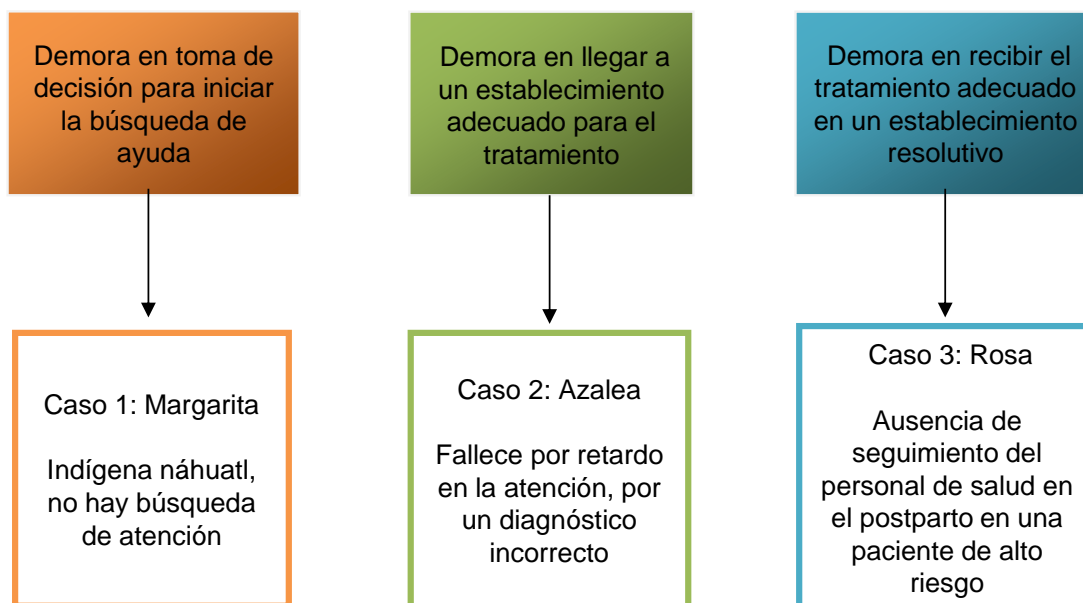 Demora en toma de
decisión para iniciar
la búsqueda de
ayuda
Demora en llegar a
un establecimiento
adecuado para el
tratamiento
Demora en recibir el
tratamiento adecuado
en un establecimiento
resolutivo
Caso 1: Margarita
Indígena náhuatl,
no hay búsqueda
de atención
Caso 2: Azalea
Fallece por retardo
en la atención, por
un diagnóstico
incorrecto
Caso 3: Rosa
Ausencia de
seguimiento del
personal de salud en
el postparto en una
paciente de alto
riesgo